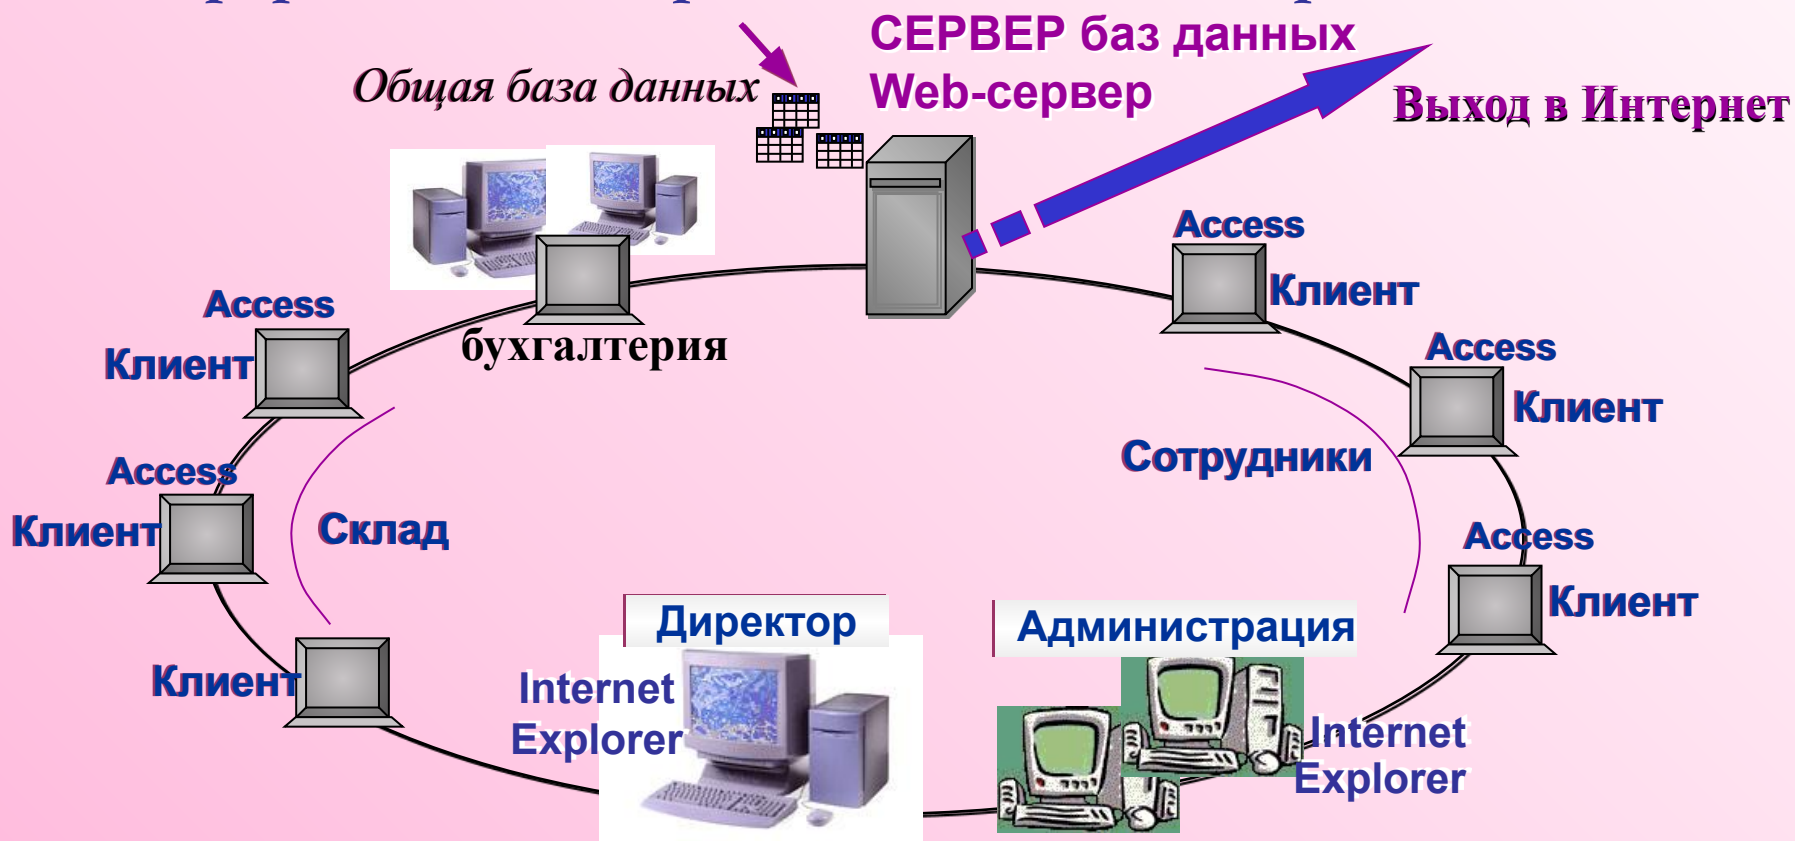 СЕРВЕР баз данных
Web-сервер
Общая база данных
Выход в Интернет
Access
Клиент
Access
Клиент
бухгалтерия
Access
Клиент
Access
Клиент
Склад
Сотрудники
Access
Клиент
Клиент
Директор
Internet
Explorer
Администрация
Internet
Explorer